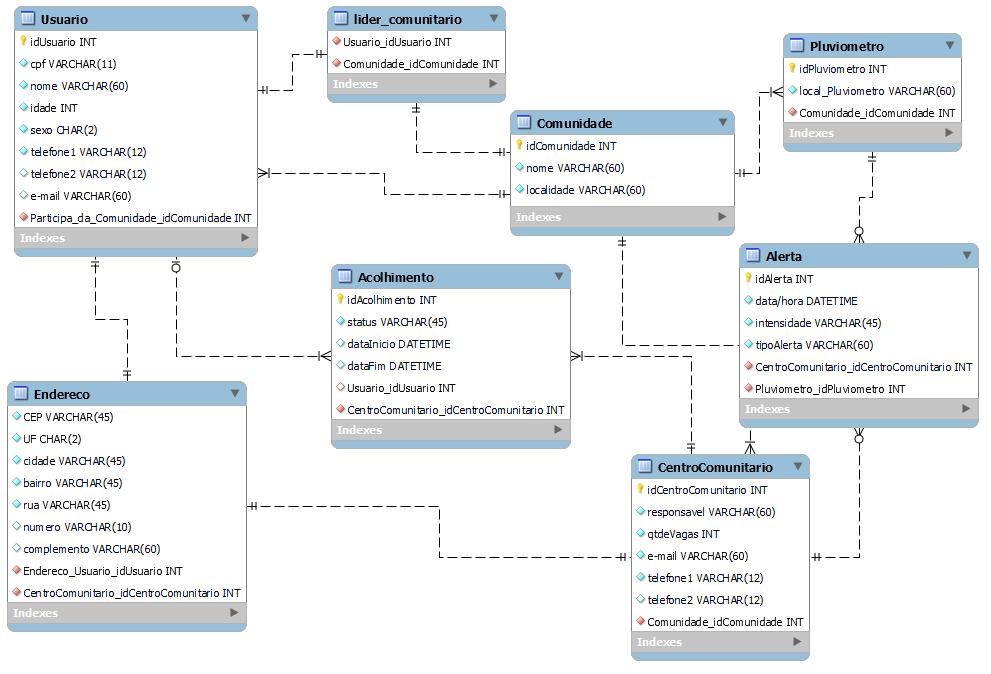 Usuario
idUsuario INT
cpf VARCHAR(11)
nome VARCHAR(60)
idade INT
sexo CHAR(2)
telefone1 VARCHAR(12)
telefone2 VARCHAR(12)
e-mail VARCHAR(60)
Participa_da_Comunidade_idComunidade INT
Indexes
lider_comunitario
Usuario_idUsuario INT
Comunidade_idComunidade INT
Indexes
Comunidade
idComunidade INT
nome VARCHAR(60)
localidade VARCHAR(60)
Indexes
Pluviometro
idPluviometro INT
local_Pluviometro VARCHAR(60)
Comunidade_idComunidade INT
Indexes
Acolhimento
idAcolhimento INT
status VARCHAR(45)
dataInicio DATETIME
dataFim DATETIME
Usuario_idUsuario INT
CentroComunitario_idCentroComunitario INT
Indexes
Alerta
idAlerta INT
data/hora DATETIME
intensidade VARCHAR(45)
tipoAlerta VARCHAR(60)
CentroComunitario_idCentroComunitario INT
Pluviometro_idPluviometro INT
Indexes
Endereco
CEP VARCHAR(45)
UF CHAR(2)
cidade VARCHAR(45)
bairro VARCHAR(45)
rua VARCHAR(45)
numero VARCHAR(10)
complemento VARCHAR(60)
Endereco_Usuario_idUsuario INT
CentroComunitario_idCentroComunitario INT
Indexes
CentroComunitario
idCentroComunitario INT
responsavel VARCHAR(60)
qtdeVagas INT
e-mail VARCHAR(60)
telefone1 VARCHAR(12)
telefone2 VARCHAR(12)
Comunidade_idComunidade INT
Indexes